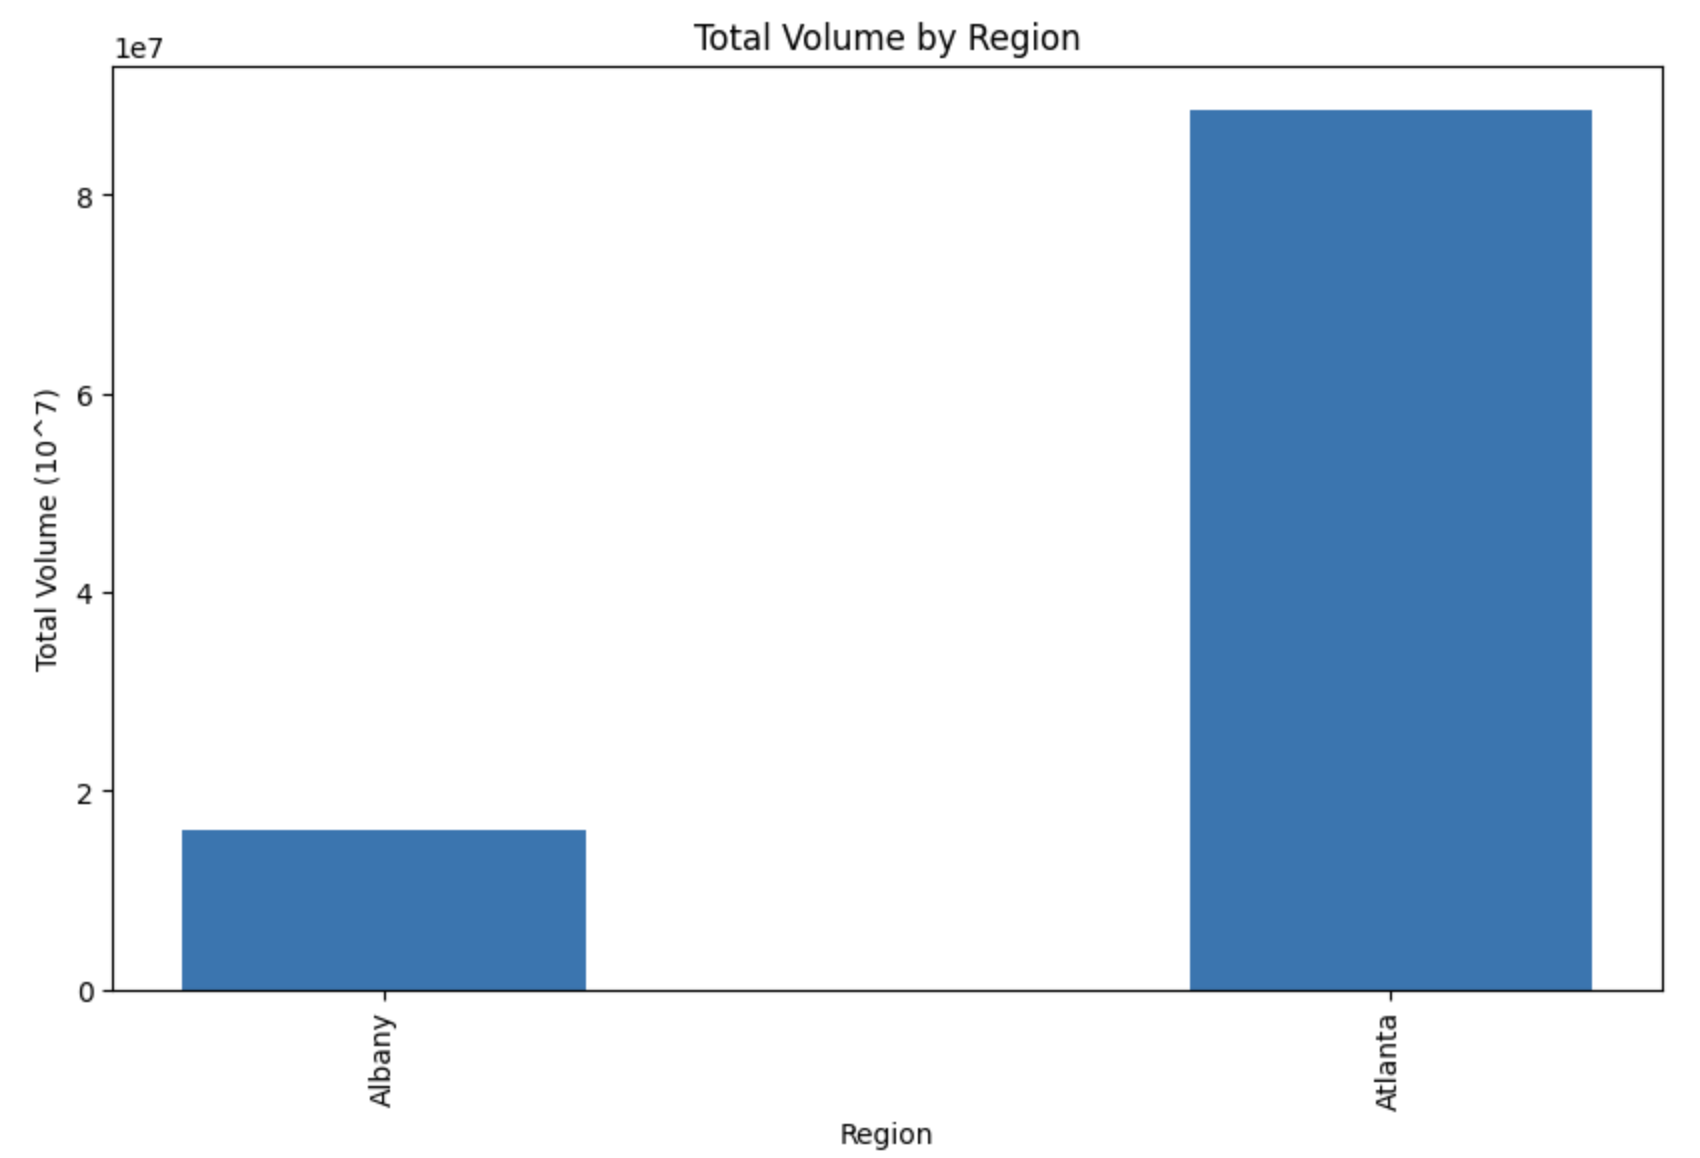 Total Volume by Region
1e7
Total Volume (10^7)
8
6
4
2
0
Albany
Atlanta
Region